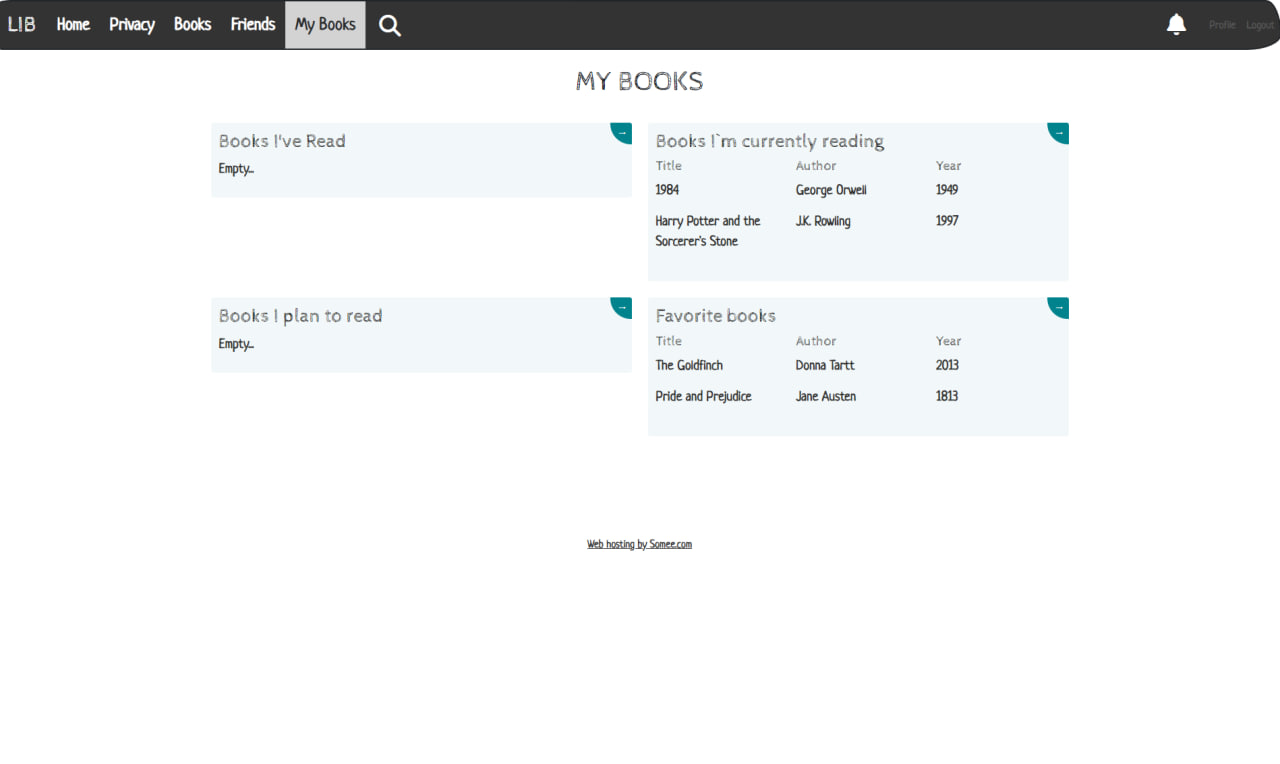 LIB Home Privacy Books Friends My Books Profile Logout
MY BOOKS
Books I've Read →
Empty...
Books I`m currently reading →
Title Author Year
1984 George Orwell 1949
Harry Potter and the J.K. Rowling 1997
Sorcerer's Stone
Books I plan to read →
Empty...
Favorite books →
Title Author Year
The Goldfinch Donna Tartt 2013
Pride and Prejudice Jane Austen 1813
Web hosting by Somee.com